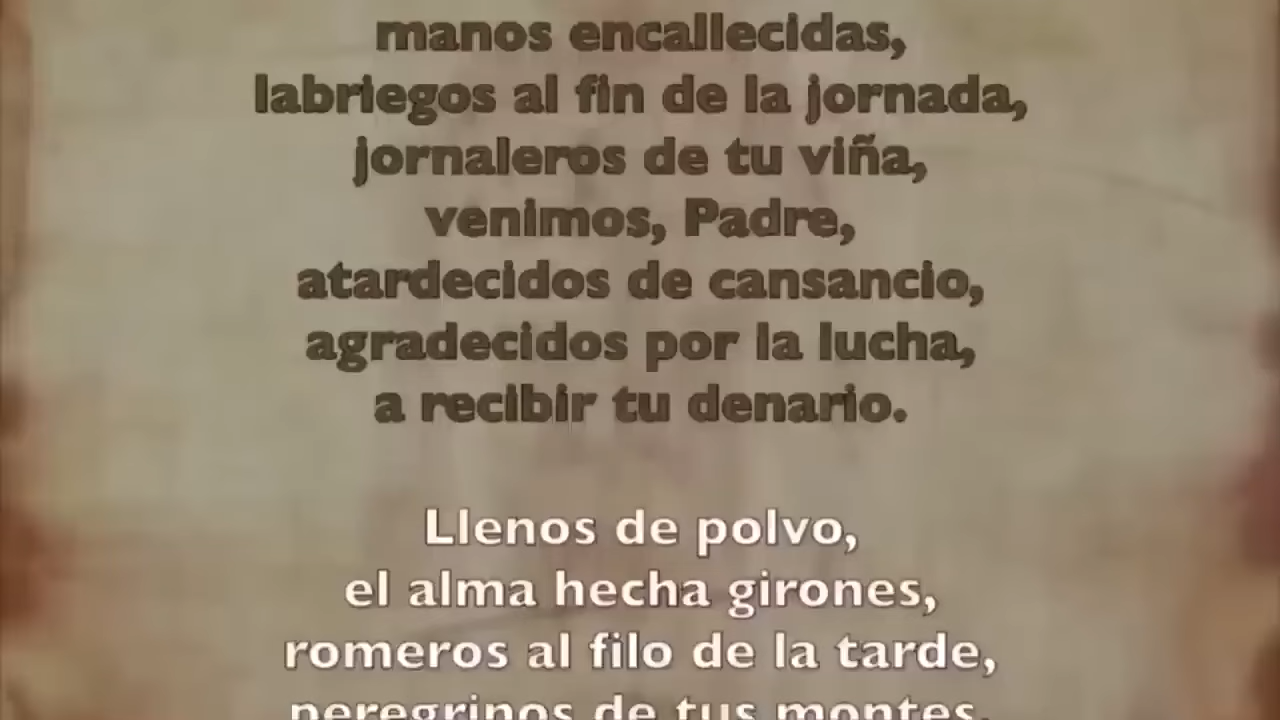 manos encallecidas,
labriegos al fin de la jornada,
jornaleros de tu viña,
venimos, Padre,
atardecidos de cansancio,
agradecidos por la lucha,
a recibir tu denario.
Llenos de polvo,
el alma hecha girones,
romeros al filo de la tarde,
peregrinos de tus montes,